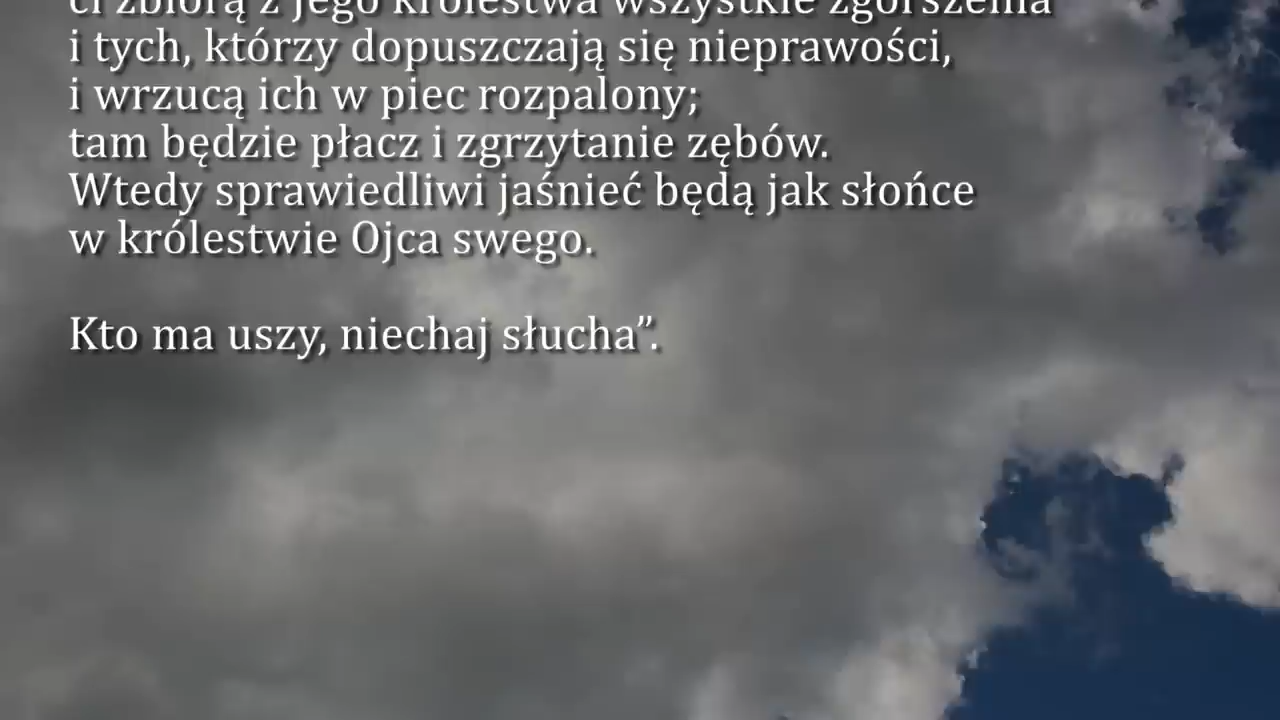 ci zbiorą z jego królestwa wszystkie zgorszenia
i tych, którzy dopuszczają się nieprawości,
i wrzucą ich w piec rozpalony;
tam będzie płacz i zgrzytanie zębów.
Wtedy sprawiedliwi jaśnieć będą jak słońce
w królestwie Ojca swego.

Kto ma uszy, niechaj słucha”.